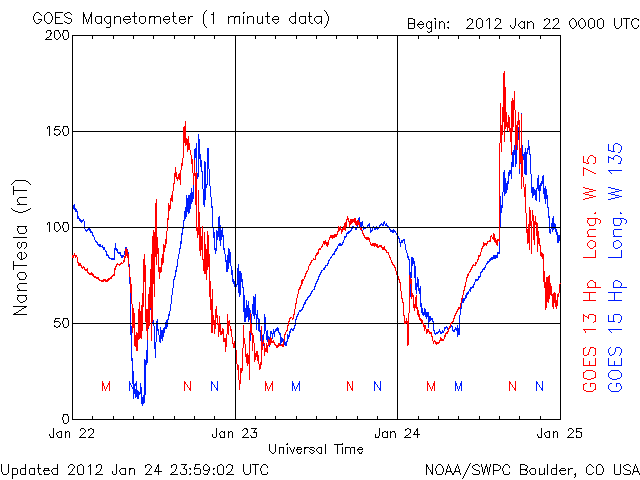 GOES Magnetometer (1 minute data)
Begin: 2012 Jan 22 0000 UTC
200
150
100
50
0
NanoTesla (nT)
M M N N M M N N M M N N
Jan 22 Jan 23 Jan 24 Jan 25
Universal Time
GOES 13 Hp Long. W 75
GOES 15 Hp Long. W 135
Updated 2012 Jan 24 23:59:02 UTC
NOAA/SWPC Boulder, CO USA